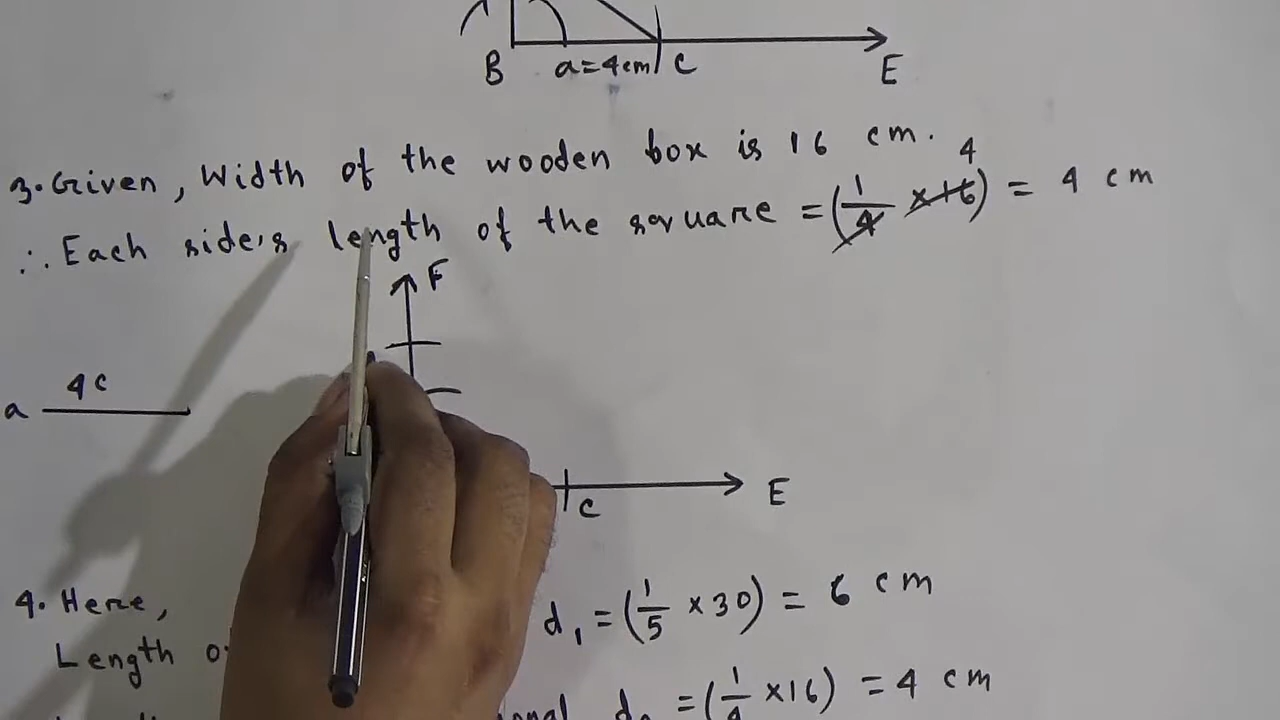 B a=4cm C E
3. Given, Width of the wooden box is 16 cm.
∴ Each side's length of the square = (1/4 × 16) 4 = 4 cm
F
a 4c
C E
4. Here, d₁ = (1/5 × 30) = 6 cm
Length
= (1/4 × 16) = 4 cm